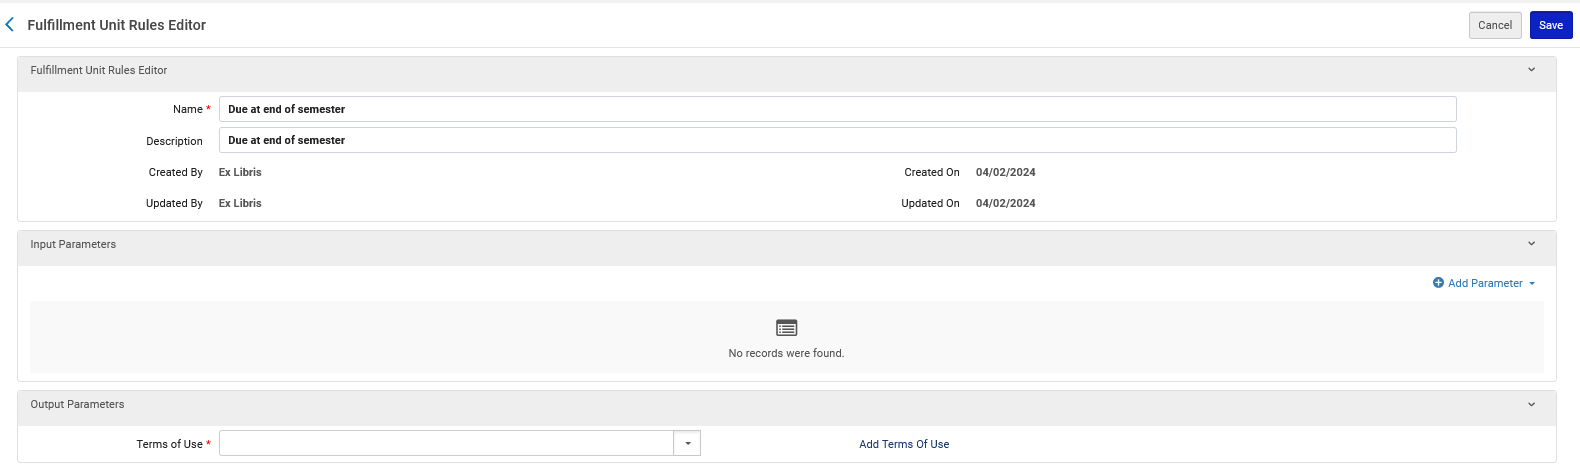 Fulfillment Unit Rules Editor
Cancel
Save
Fulfillment Unit Rules Editor
Name * Due at end of semester
Description Due at end of semester
Created By Ex Libris Created On 04/02/2024
Updated By Ex Libris Updated On 04/02/2024
Input Parameters
Add Parameter
No records were found.
Output Parameters
Terms of Use * Add Terms Of Use